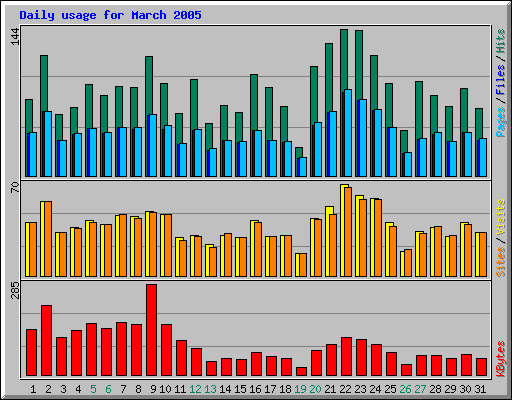 Daily usage for March 2005
144
Pages / Files / Hits
70
Sites / Visits
285
KBytes
1 2 3 4 5 6 7 8 9 10 11 12 13 14 15 16 17 18 19 20 21 22 23 24 25 26 27 28 29 30 31